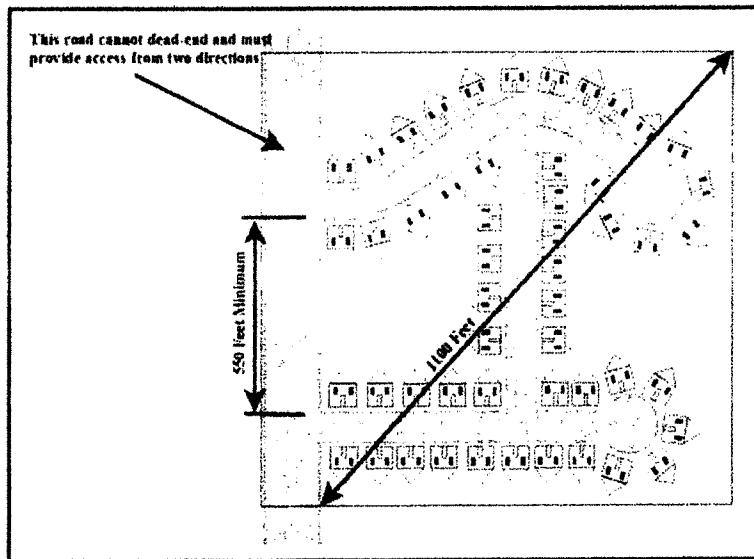 This road cannot dead-end and must
provide access from two directions
550 Feet Minimum
1100 Feet